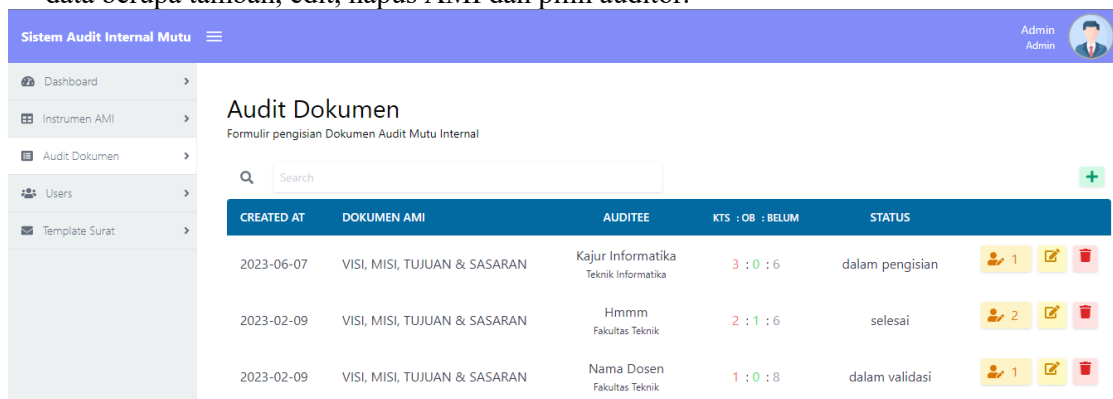 data berupa tambah, edit, hapus AMI dan pilih auditor.
Sistem Audit Internal Mutu
Admin
Admin
Dashboard
Instrumen AMI
Audit Dokumen
Users
Template Surat
Audit Dokumen
Formulir pengisian Dokumen Audit Mutu Internal
Search
CREATED AT DOKUMEN AMI AUDITEE KTS : OB : BELUM STATUS
2023-06-07 VISI, MISI, TUJUAN & SASARAN Kajur Informatika 3 : 0 : 6 dalam pengisian 1
Teknik Informatika
2023-02-09 VISI, MISI, TUJUAN & SASARAN Hmmm 2 : 1 : 6 selesai 2
Fakultas Teknik
2023-02-09 VISI, MISI, TUJUAN & SASARAN Nama Dosen 1 : 0 : 8 dalam validasi 1
Fakultas Teknik